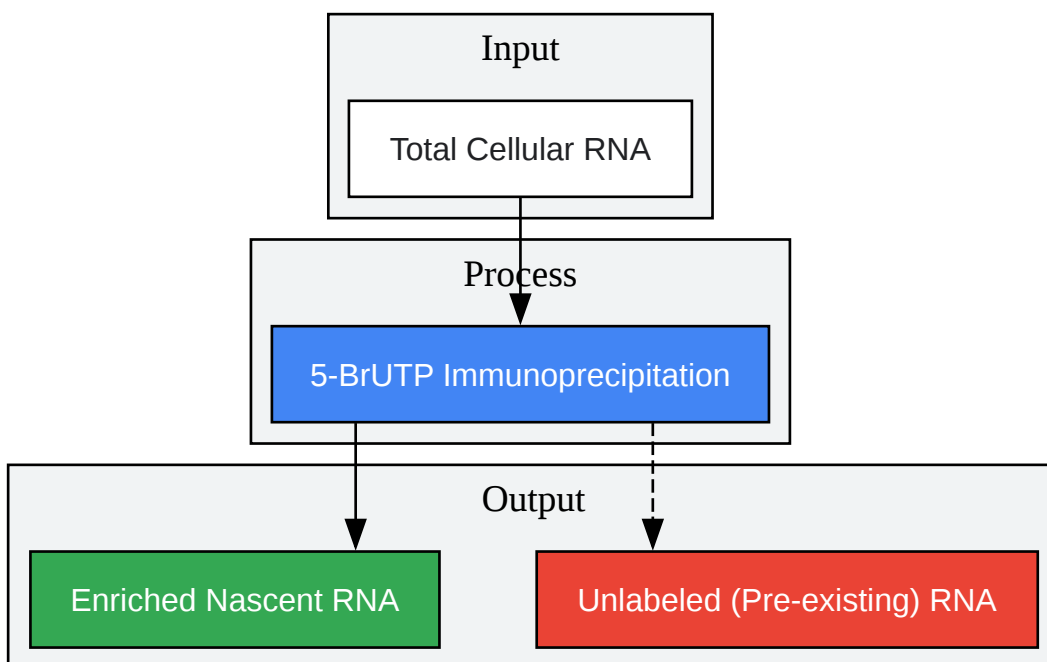 Input
Total Cellular RNA
Process
5-BrUTP Immunoprecipitation
Output
Enriched Nascent RNA
Unlabeled (Pre-existing) RNA